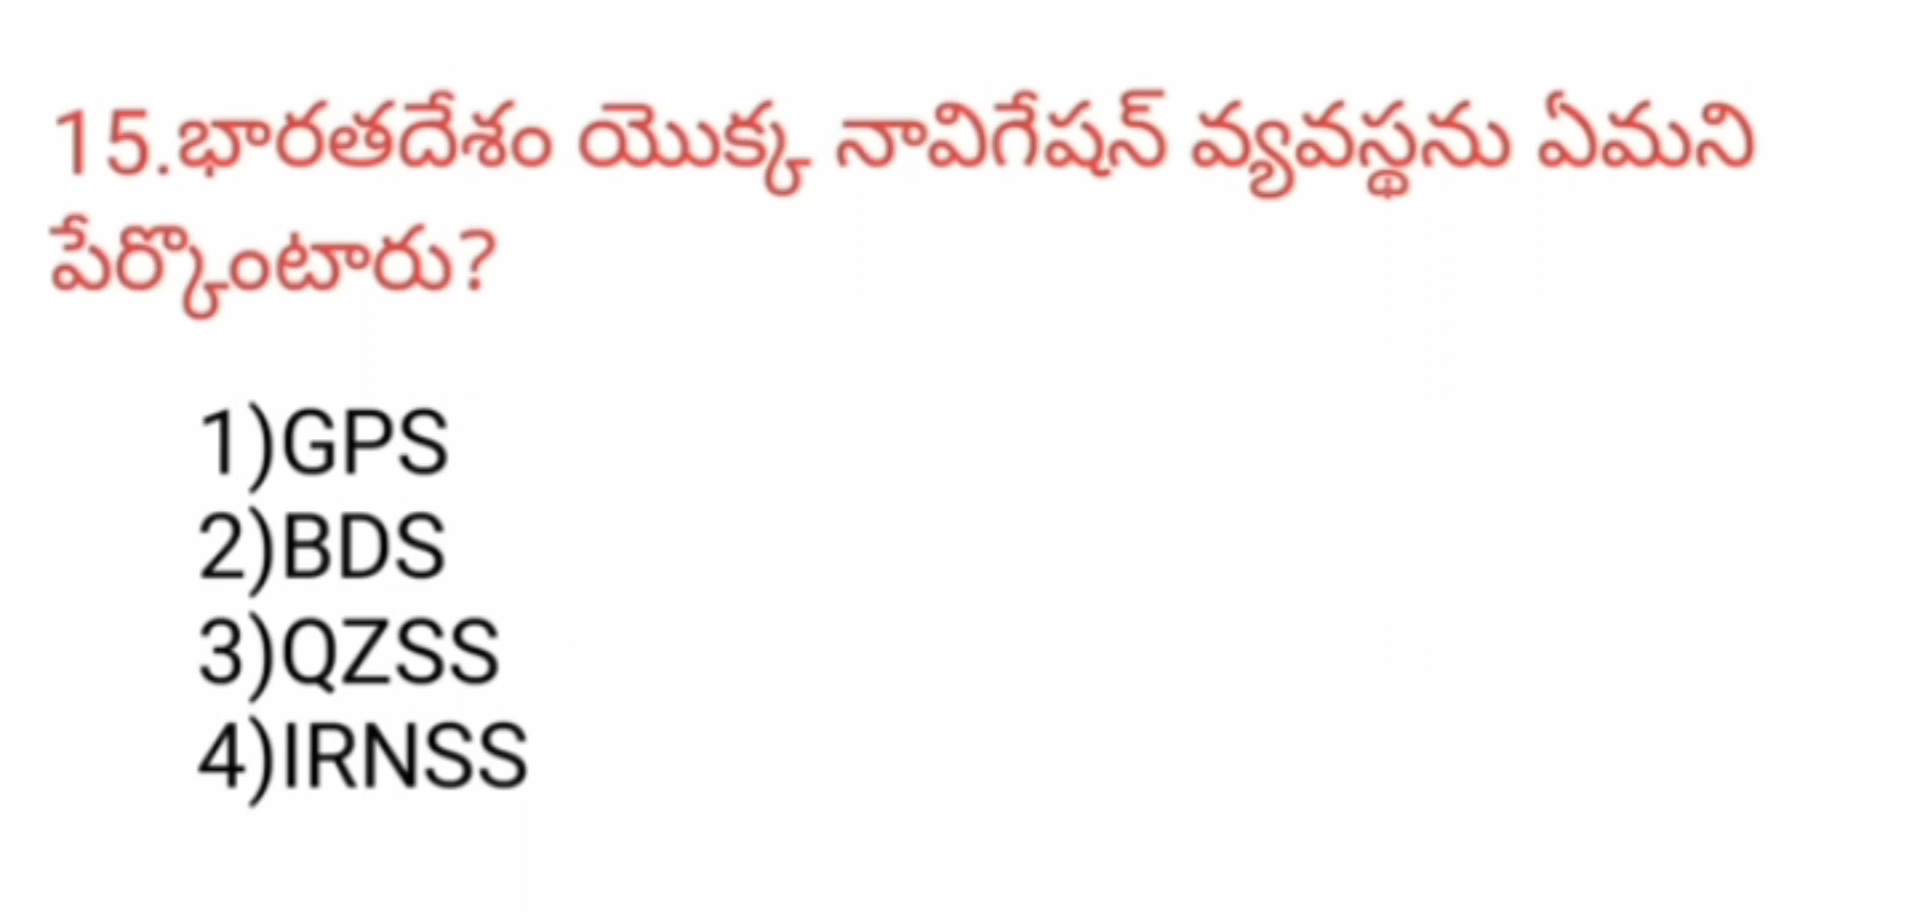 15.భారతదేశం యొక్క నావిగేషన్ వ్యవస్థను ఏమని
పేర్కొంటారు?
1)GPS
2)BDS
3)QZSS
4)IRNSS